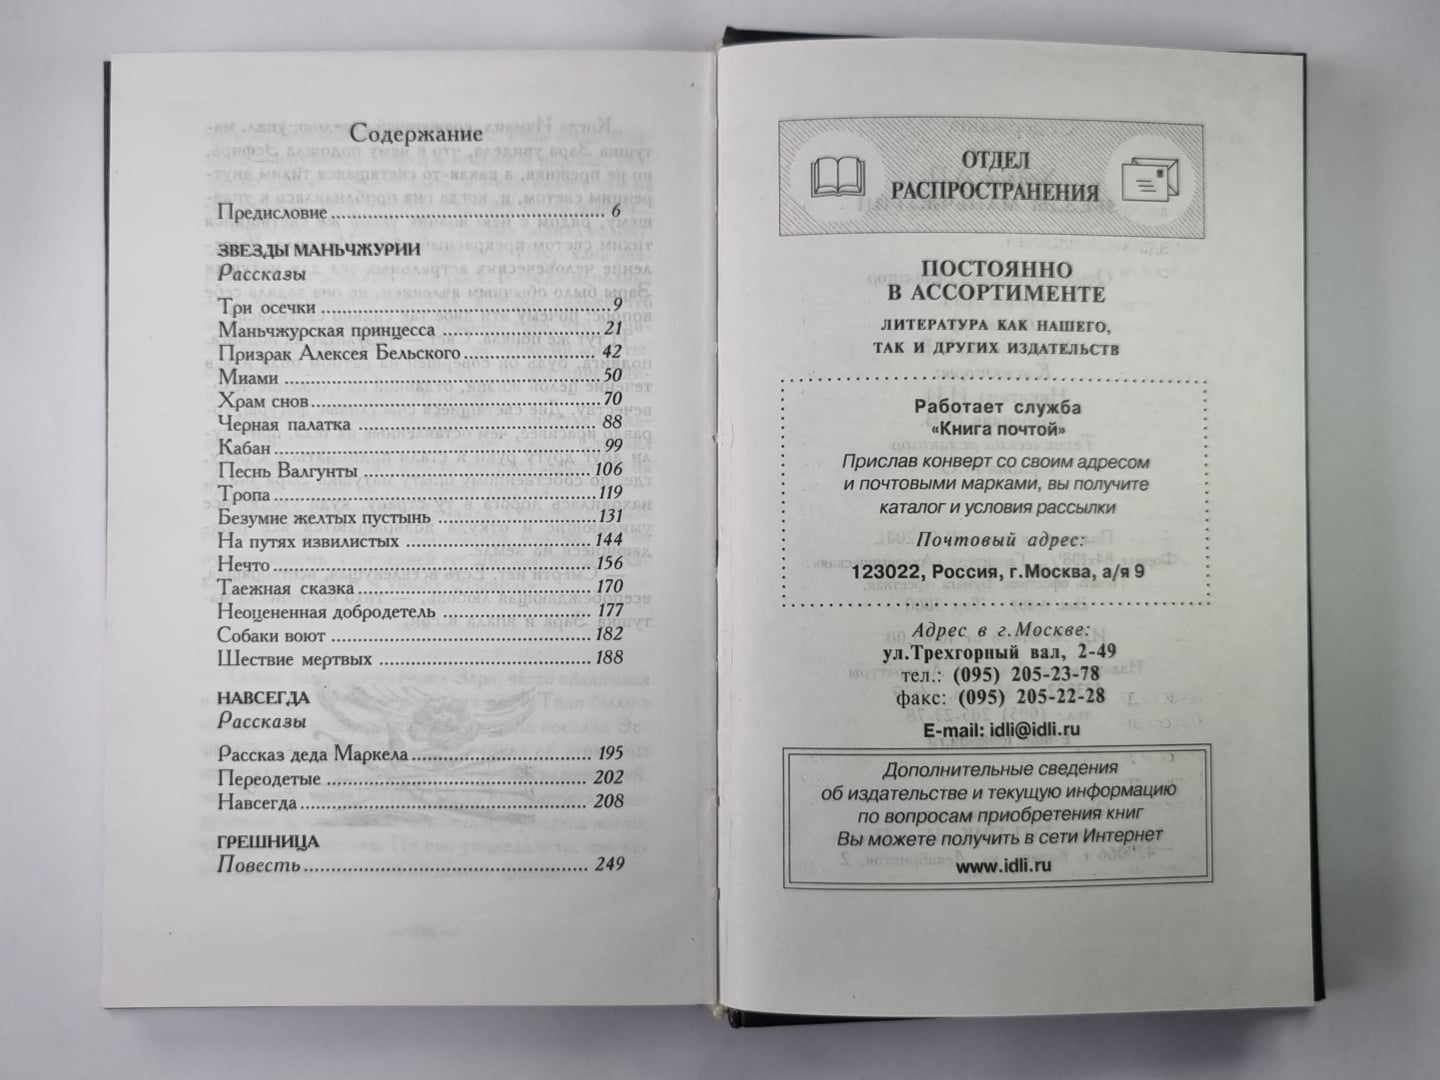 Содержание
Предисловие 6
ЗВЕЗДЫ МАНЬЧЖУРИИ
Рассказы
Три осечки 9
Маньчжурская принцесса 21
Призрак Алексея Бельского 42
Миами 50
Храм снов 70
Черная палатка 88
Кабан 99
Песнь Валгунты 106
Тропа 119
Безумие желтых пустынь 131
На путях извилистых 144
Нечто 156
Таежная сказка 170
Неоцененная добродетель 177
Собаки воют 182
Шествие мертвых 188
НАВСЕГДА
Рассказы
Рассказ деда Маркела 195
Переодетые 202
Навсегда 208
ГРЕШНИЦА
Повесть 249
ОТДЕЛ
РАСПРОСТРАНЕНИЯ
ПОСТОЯННО
В АССОРТИМЕНТЕ
ЛИТЕРАТУРА КАК НАШЕГО,
ТАК И ДРУГИХ ИЗДАТЕЛЬСТВ
Работает служба
«Книга почтой»
Прислав конверт со своим адресом
и почтовыми марками, вы получите
каталог и условия рассылки
Почтовый адрес:
123022, Россия, г.Москва, а/я 9
Адрес в г.Москве:
ул.Трехгорный вал, 2-49
тел.: (095) 205-23-78
факс: (095) 205-22-28
E-mail: idli@idli.ru
Дополнительные сведения
об издательстве и текущую информацию
по вопросам приобретения книг
Вы можете получить в сети Интернет
www.idli.ru